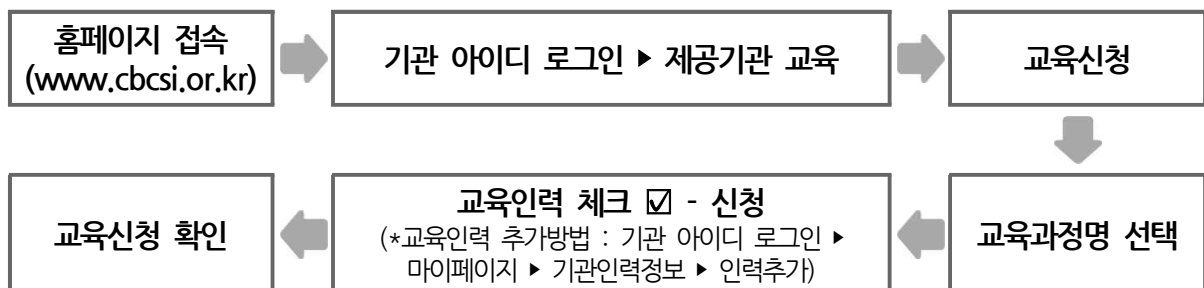 홈페이지 접속
(www.cbcsi.or.kr)
기관 아이디 로그인 ▶ 제공기관 교육
교육신청
교육과정명 선택
교육인력 체크 ☑ - 신청
(*교육인력 추가방법 : 기관 아이디 로그인 ▶
마이페이지 ▶ 기관인력정보 ▶ 인력추가)
교육신청 확인